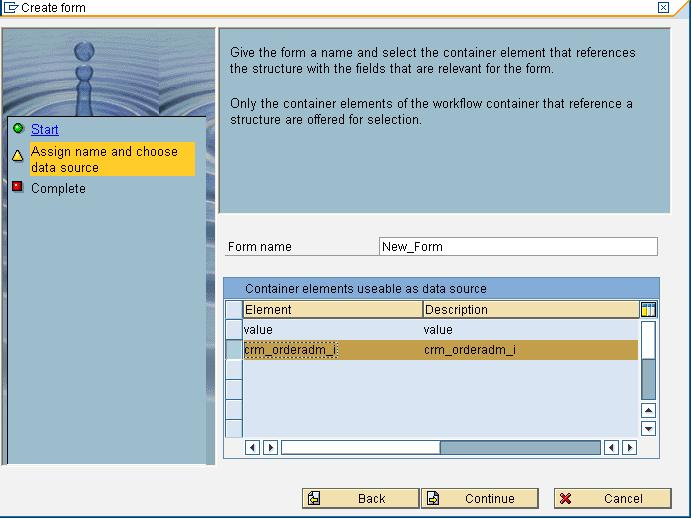 Create form
Give the form a name and select the container element that references
the structure with the fields that are relevant for the form.
Only the container elements of the workflow container that reference a
structure are offered for selection.
Start
Assign name and choose
data source
Complete
Form name New_Form
Container elements useable as data source
Element Description
value value
crm_orderadm_i crm_orderadm_i
Back Continue Cancel